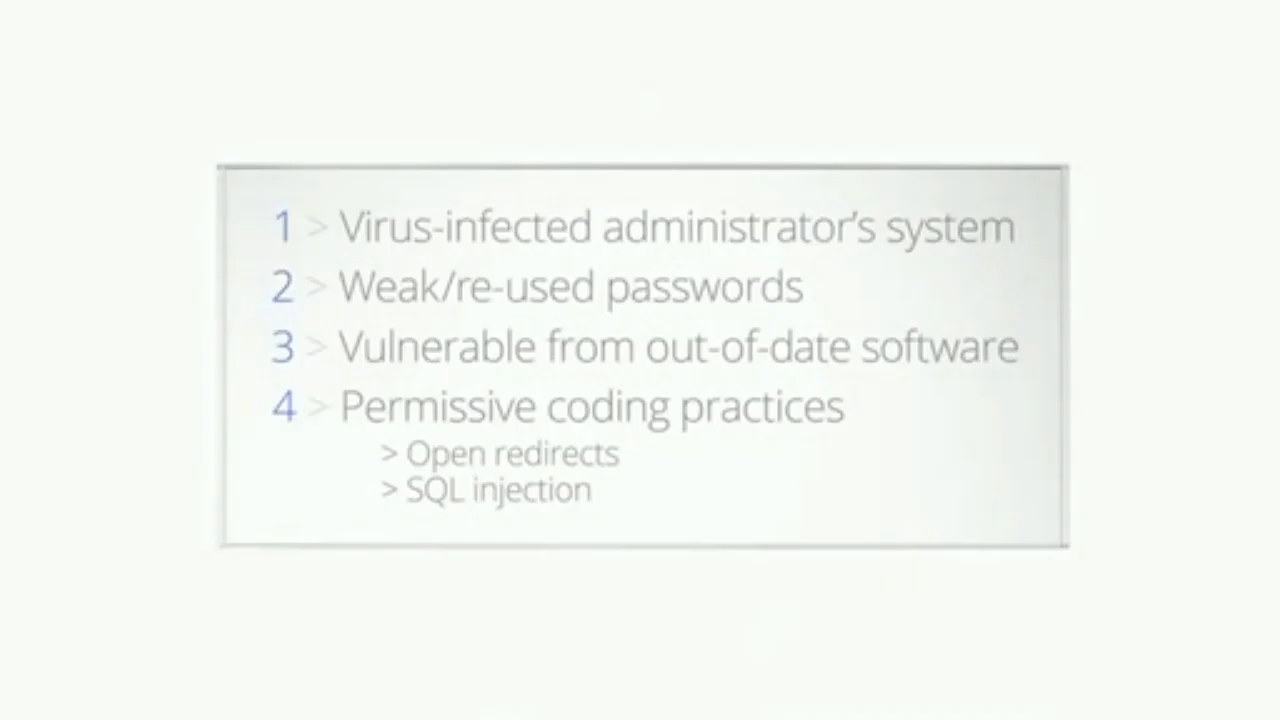 1 > Virus-infected administrator's system
2 > Weak/re-used passwords
3 > Vulnerable from out-of-date software
4 > Permissive coding practices
> Open redirects
> SQL injection